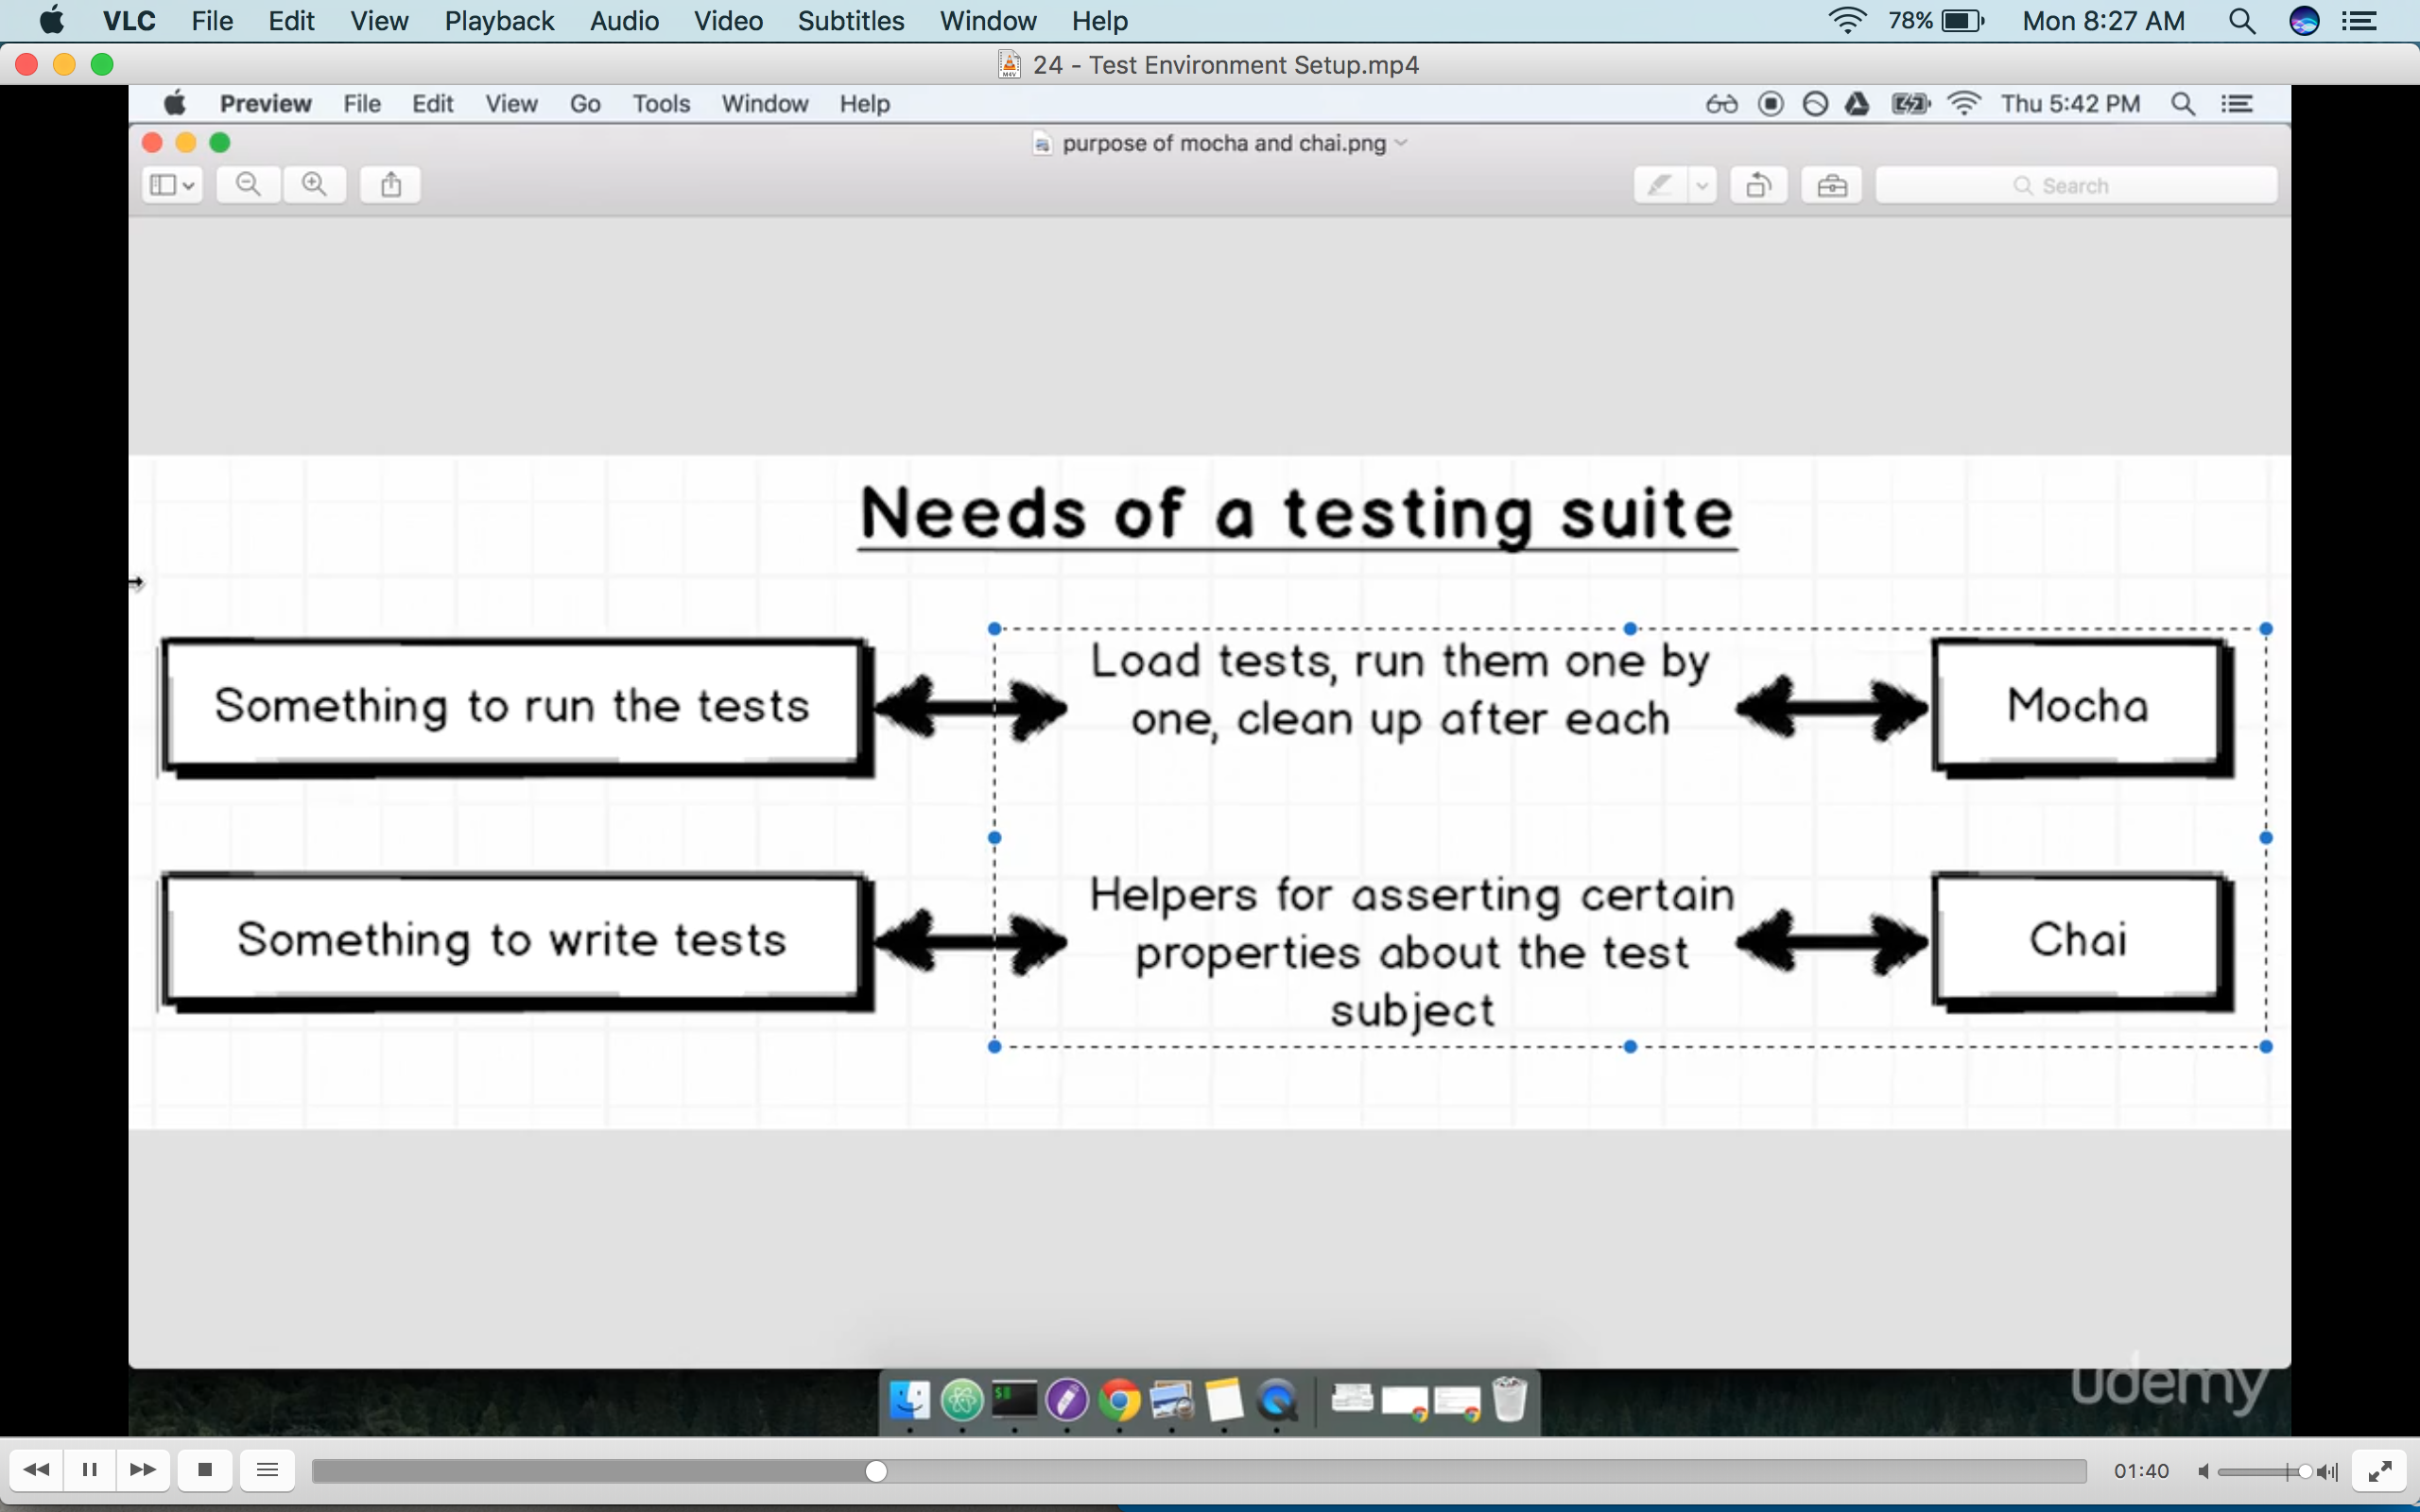 VLC File Edit View Playback Audio Video Subtitles Window Help 78% Mon 8:27 AM
24 - Test Environment Setup.mp4
Preview File Edit View Go Tools Window Help Thu 5:42 PM
purpose of mocha and chai.png
Search
Needs of a testing suite
Something to run the tests
Load tests, run them one by
one, clean up after each
Mocha
Something to write tests
Helpers for asserting certain
properties about the test
subject
Chai
udemy
01:40